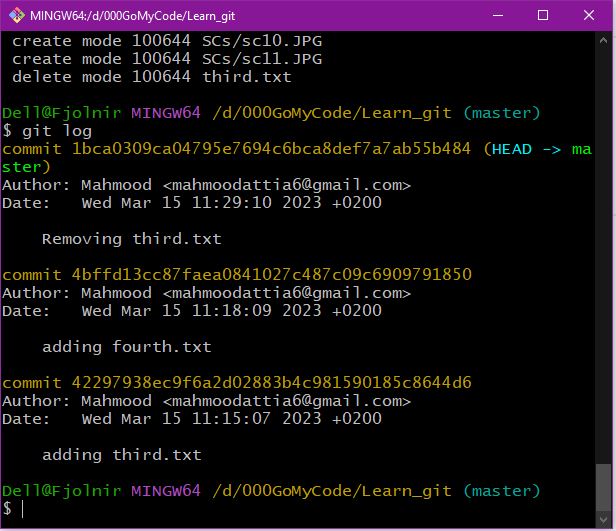 MINGW64:/d/000GoMyCode/Learn_git
create mode 100644 SCs/sc10.JPG
create mode 100644 SCs/sc11.JPG
delete mode 100644 third.txt
Dell@Fjolnir MINGW64 /d/000GoMyCode/Learn_git (master)
$ git log
commit 1bca0309ca04795e7694c6bca8def7a7ab55b484 (HEAD -> ma
ster)
Author: Mahmood <mahmoodattia6@gmail.com>
Date:   Wed Mar 15 11:29:10 2023 +0200
    Removing third.txt
commit 4bffd13cc87faea0841027c487c09c6909791850
Author: Mahmood <mahmoodattia6@gmail.com>
Date:   Wed Mar 15 11:18:09 2023 +0200
    adding fourth.txt
commit 42297938ec9f6a2d02883b4c981590185c8644d6
Author: Mahmood <mahmoodattia6@gmail.com>
Date:   Wed Mar 15 11:15:07 2023 +0200
    adding third.txt
Dell@Fjolnir MINGW64 /d/000GoMyCode/Learn_git (master)
$